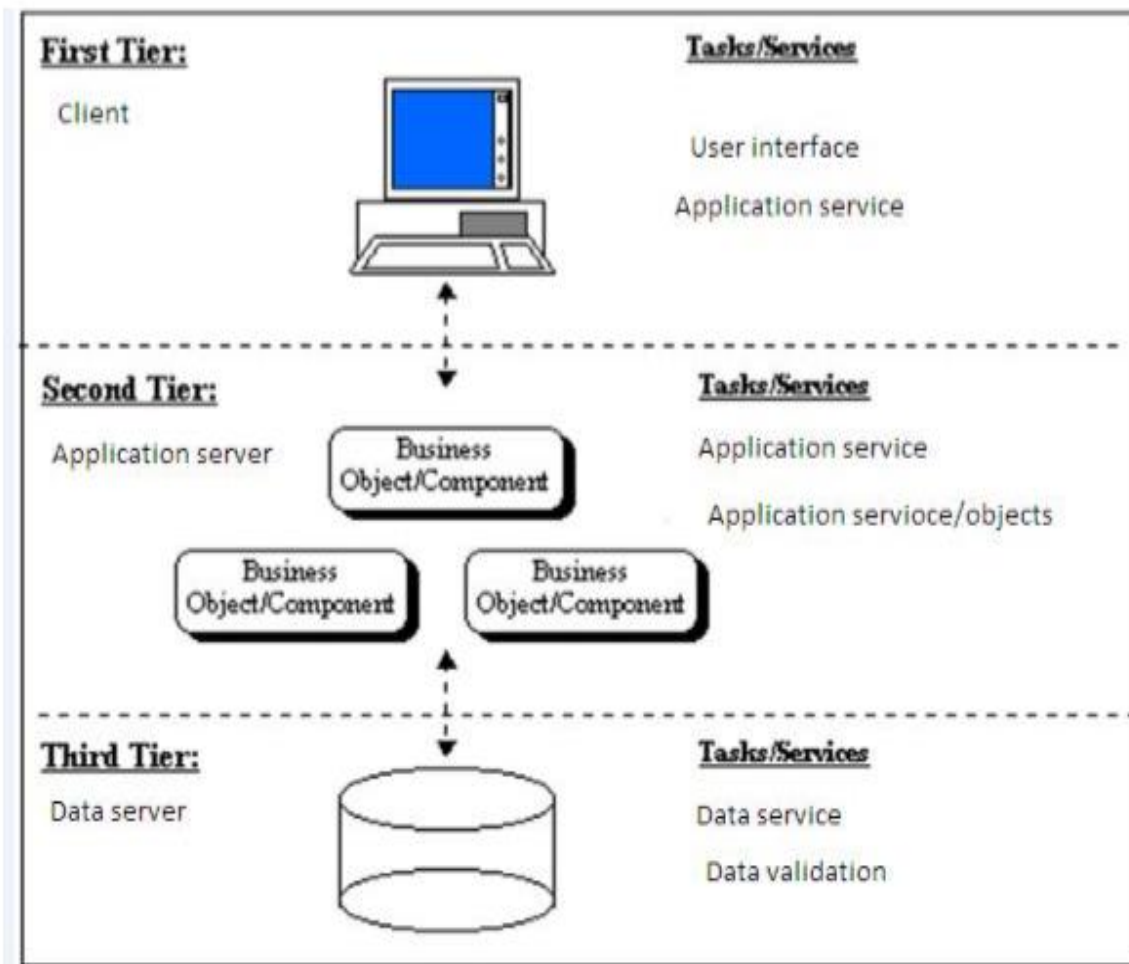 First Tier:
Tasks/Services
Client
User interface
Application service
Second Tier:
Tasks/Services
Application server
Business
Object/Component
Application service
Application servioce/objects
Business
Object/Component
Business
Object/Component
Third Tier:
Tasks/Services
Data server
Data service
Data validation